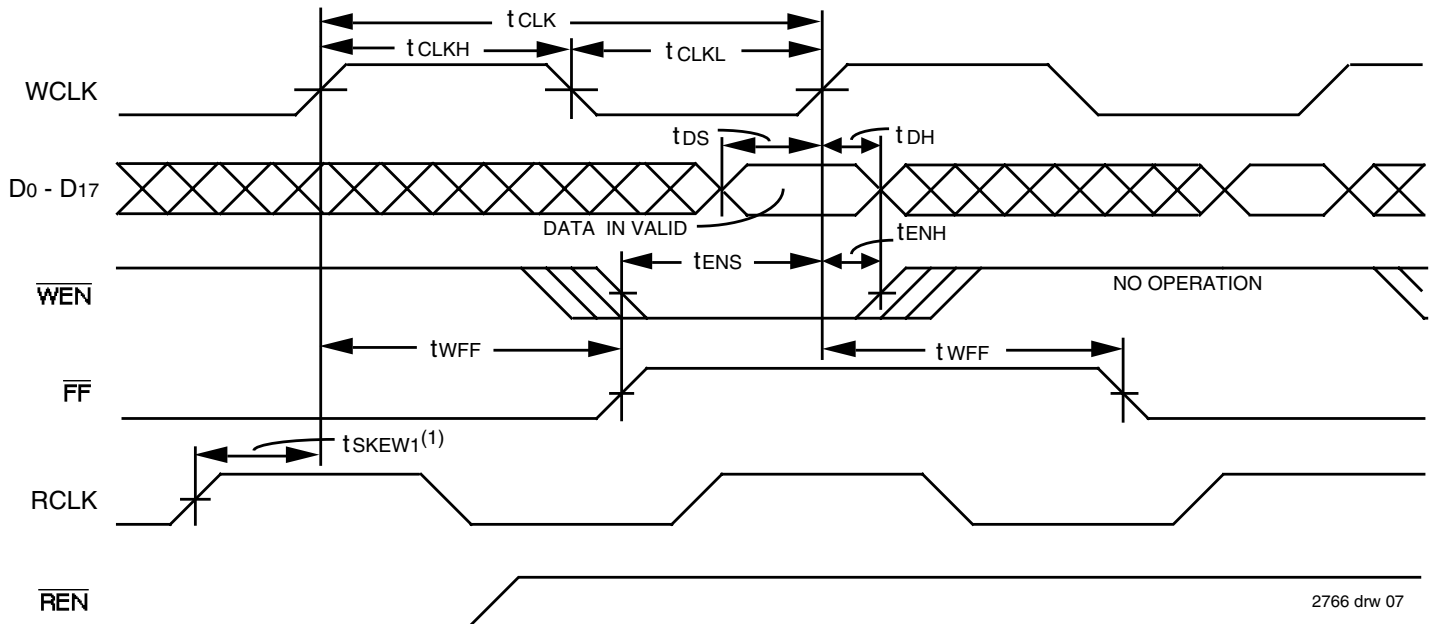 tCLK
tCLKH
tCLKL
WCLK
tDS
tDH
D0 - D17
DATA IN VALID
tENH
tENS
WEN
NO OPERATION
tWFF
tWFF
FF
tSKEW1(1)
RCLK
REN
2766 drw 07